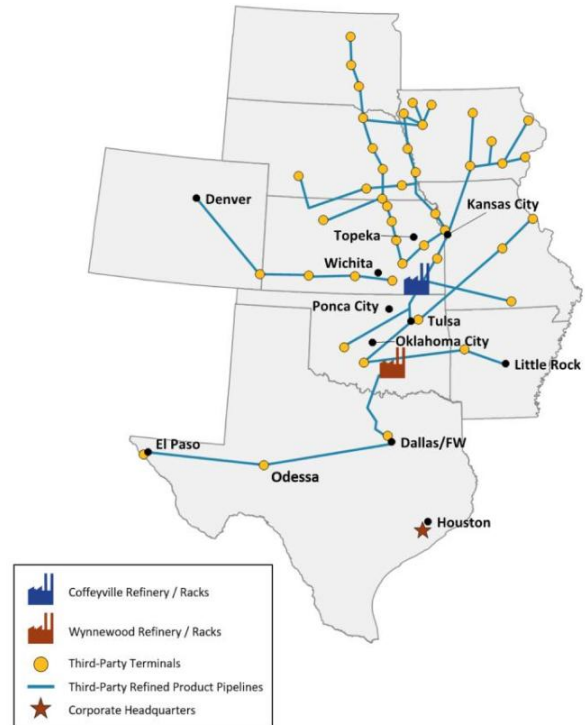 Denver
Kansas City
Topeka
Wichita
Ponca City
Tulsa
Oklahoma City
Little Rock
El Paso
Dallas/FW
Odessa
Houston
Coffeyville Refinery / Racks
Wynnewood Refinery / Racks
Third-Party Terminals
Third-Party Refined Product Pipelines
Corporate Headquarters